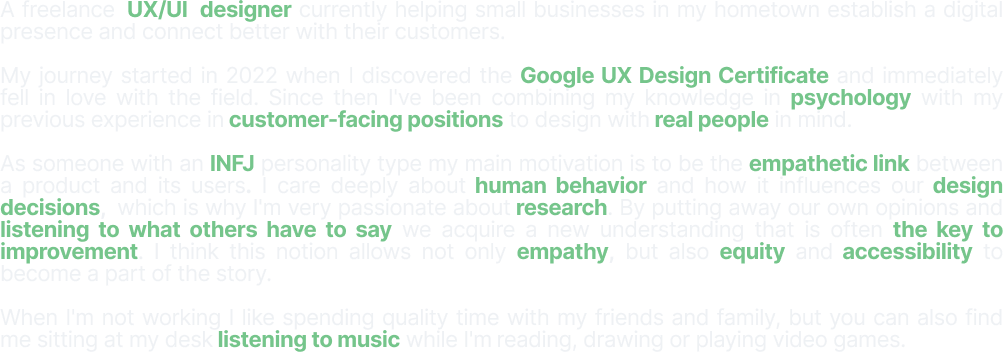 A freelance UX/UI designer currently helping small businesses in my hometown establish a digital
presence and connect better with their customers.
My journey started in 2022 when I discovered the Google UX Design Certificate and immediately
fell in love with the field. Since then I've been combining my knowledge in psychology with my
previous experience in customer-facing positions to design with real people in mind.
As someone with an INFJ personality type my main motivation is to be the empathetic link between
a product and its users. I care deeply about human behavior and how it influences our design
decisions, which is why I'm very passionate about research. By putting away our own opinions and
listening to what others have to say we acquire a new understanding that is often the key to
improvement. I think this notion allows not only empathy, but also equity and accessibility to
become a part of the story.
When I'm not working I like spending quality time with my friends and family, but you can also find
me sitting at my desk listening to music while I'm reading, drawing or playing video games.